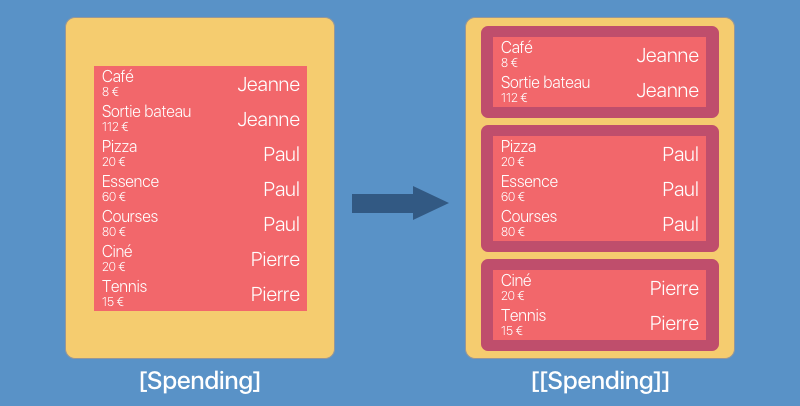 Café
8 €
Jeanne
Sortie bateau
112 €
Jeanne
Pizza
20 €
Paul
Essence
60 €
Paul
Courses
80 €
Paul
Ciné
20 €
Pierre
Tennis
15 €
Pierre
[Spending]
Café
8 €
Jeanne
Sortie bateau
112 €
Jeanne
Pizza
20 €
Paul
Essence
60 €
Paul
Courses
80 €
Paul
Ciné
20 €
Pierre
Tennis
15 €
Pierre
[[Spending]]